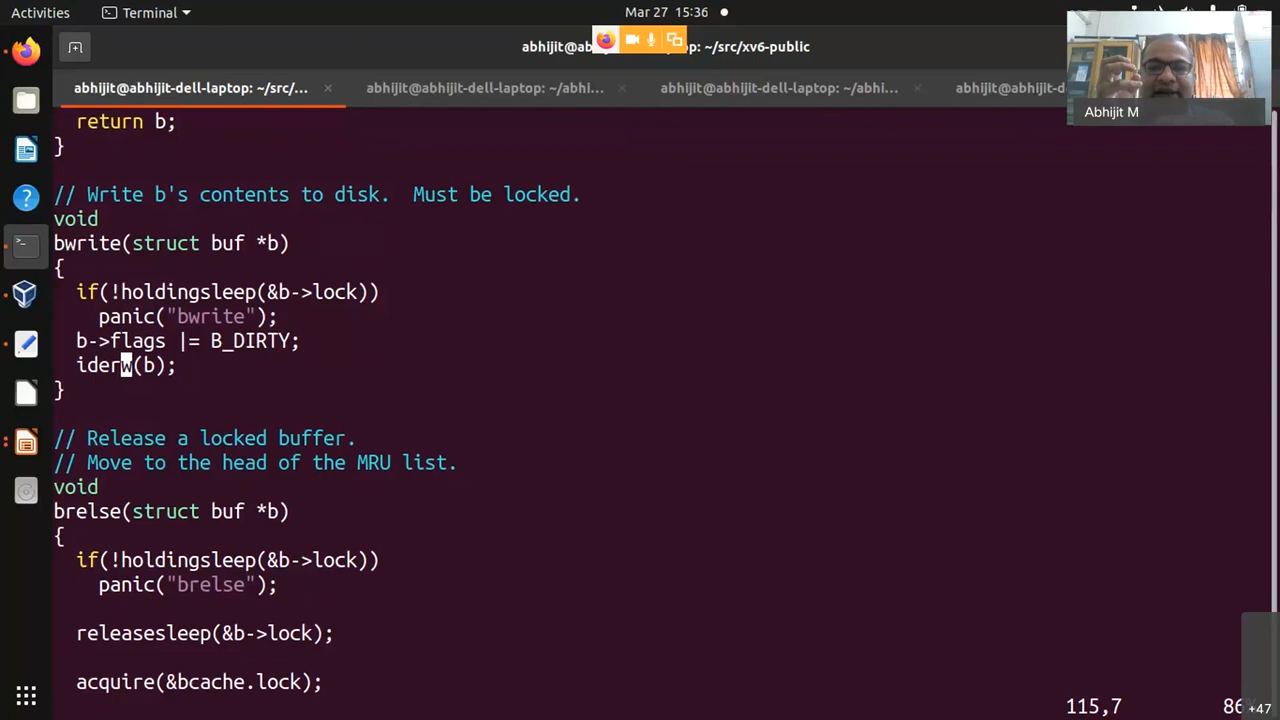 Activities
Terminal
Mar 27 15:36
abhijit@ab
op: ~/src/xv6-public
abhijit@abhijit-dell-laptop: ~/src/...
abhijit@abhijit-dell-laptop: ~/abhi...
abhijit@abhijit-dell-laptop: ~/abhi...
abhijit@abhijit-d
Abhijit M
return b;
}
// Write b's contents to disk.  Must be locked.
void
bwrite(struct buf *b)
{
if(!holdingsleep(&b->lock))
panic("bwrite");
b->flags |= B_DIRTY;
iderw(b);
}
// Release a locked buffer.
// Move to the head of the MRU list.
void
brelse(struct buf *b)
{
if(!holdingsleep(&b->lock))
panic("brelse");
releasesleep(&b->lock);
acquire(&bcache.lock);
115,7
86
+47